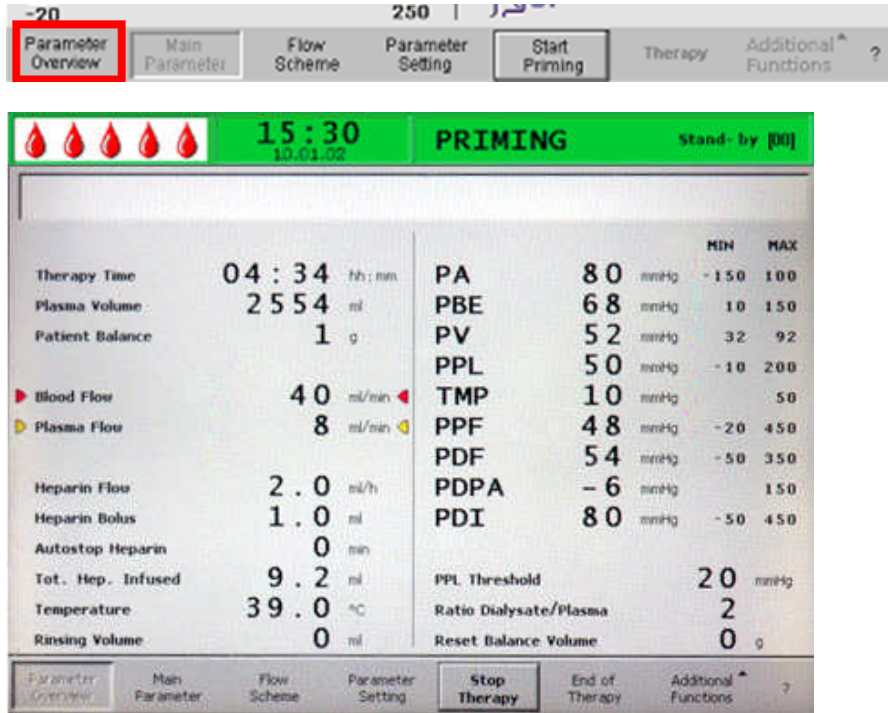 -20 250
Parameter Overview Main Parameter Flow Scheme Parameter Setting Start Priming Therapy Additional Functions ?
15:30 PRIMING Stand-by [00]
10.01.02
MIN MAX
Therapy Time 04:34 hh:mm PA 80 mmHg -150 100
Plasma Volume 2554 ml PBE 68 mmHg 10 150
Patient Balance 1 g PV 52 mmHg 32 92
PPL 50 mmHg -10 200
Blood Flow 40 ml/min TMP 10 mmHg 50
Plasma Flow 8 ml/min PPF 48 mmHg -20 450
PDF 54 mmHg -50 350
Heparin Flow 2.0 ml/h PDPA -6 mmHg 150
Heparin Bolus 1.0 ml PDI 80 mmHg -50 450
Autostop Heparin 0 min
Tot. Hep. Infused 9.2 ml PPL Threshold 20 mmHg
Temperature 39.0 °C Ratio Dialysate/Plasma 2
Rinsing Volume 0 ml Reset Balance Volume 0 g
Parameter Overview Main Parameter Flow Scheme Parameter Setting Stop Therapy End of Therapy Additional Functions ?